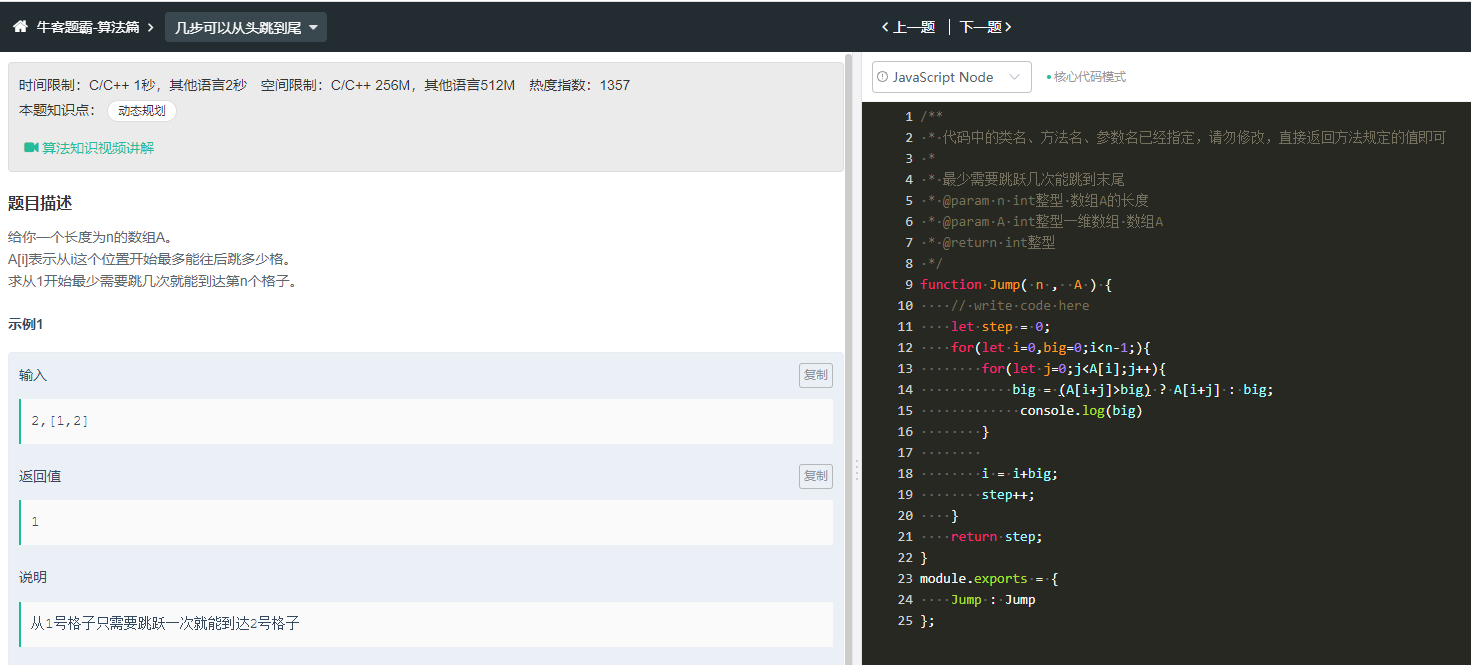 牛客题霸-算法篇
几步可以从头跳到尾
上一题 下一题
时间限制：C/C++ 1秒，其他语言2秒 空间限制：C/C++ 256M，其他语言512M 热度指数：1357
本题知识点： 动态规划
算法知识视频讲解
题目描述
给你一个长度为n的数组A。
A[i]表示从i这个位置开始最多能往后跳多少格。
求从1开始最少需要跳几次就能到达第n个格子。
示例1
输入 复制
2,[1,2]
返回值 复制
1
说明
从1号格子只需要跳跃一次就能到达2号格子
JavaScript Node 核心代码模式
1 /**
2  * 代码中的类名、方法名、参数名已经指定，请勿修改，直接返回方法规定的值即可
3  *
4  * 最少需要跳跃几次能跳到末尾
5  * @param n int整型 数组A的长度
6  * @param A int整型一维数组 数组A
7  * @return int整型
8  */
9 function Jump( n ,  A ) {
10     // write code here
11     let step = 0;
12     for(let i=0,big=0;i<n-1;){
13         for(let j=0;j<A[i];j++){
14             big = (A[i+j]>big) ? A[i+j] : big;
15              console.log(big)
16         }
17
18         i = i+big;
19         step++;
20     }
21     return step;
22 }
23 module.exports = {
24     Jump : Jump
25 };